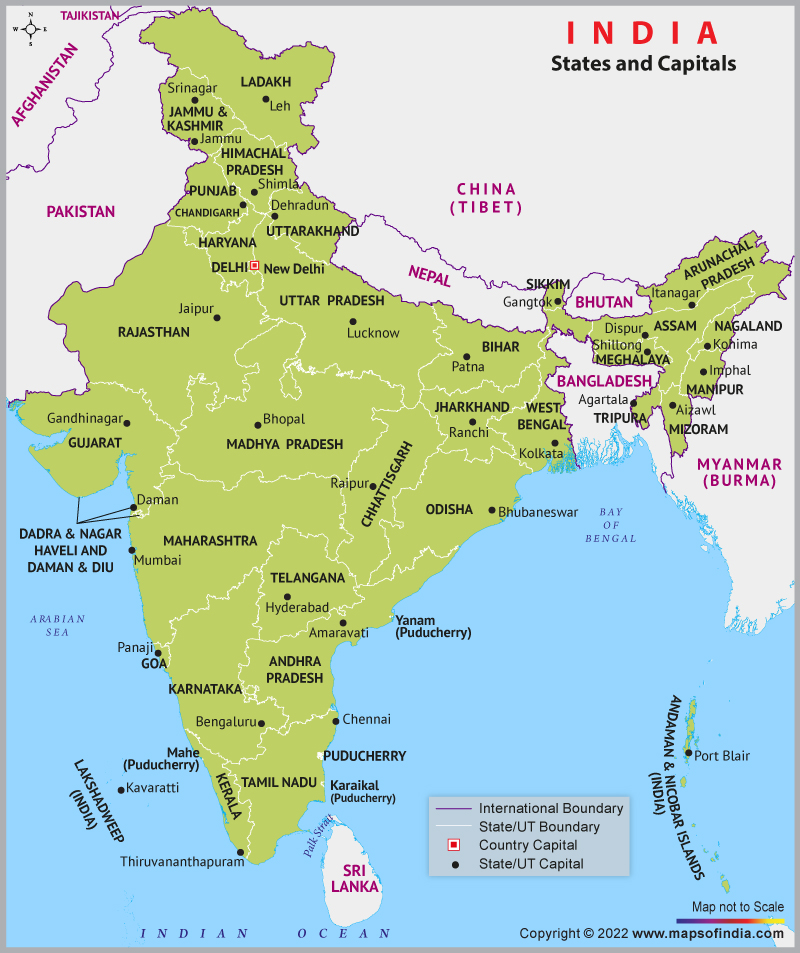 TAJIKISTAN
N
W
E
S
INDIA
States and Capitals
AFGHANISTAN
LADAKH
Srinagar
Leh
JAMMU &
KASHMIR
Jammu
HIMACHAL
PRADESH
PUNJAB
Shimla
CHINA
(TIBET)
PAKISTAN
CHANDIGARH
Dehradun
UTTARAKHAND
HARYANA
DELHI
New Delhi
NEPAL
ARUNACHAL
PRADESH
SIKKIM
Gangtok
BHUTAN
Itanagar
Jaipur
UTTAR PRADESH
RAJASTHAN
Lucknow
Dispur
ASSAM
NAGALAND
BIHAR
Shillong
Kohima
MEGHALAYA
Patna
Imphal
BANGLADESH
MANIPUR
Agartala
Aizawl
TRIPURA
MIZORAM
Gandhinagar
GUJARAT
Bhopal
MADHYA PRADESH
JHARKHAND
Ranchi
WEST
BENGAL
Kolkata
MYANMAR
(BURMA)
Raipur
CHHATTISGARH
Daman
ODISHA
Bhubaneswar
BAY
OF
BENGAL
DADRA & NAGAR
HAVELI AND
DAMAN & DIU
MAHARASHTRA
Mumbai
TELANGANA
Hyderabad
ARABIAN
SEA
Amaravati
Yanam
(Puducherry)
Panaji
GOA
ANDHRA
PRADESH
KARNATAKA
Bengaluru
Chennai
Mahe
(Puducherry)
PUDUCHERRY
ANDAMAN & NICOBAR ISLANDS
(INDIA)
Port Blair
LAKSHADWEEP
(INDIA)
Kavaratti
KERALA
TAMIL NADU
Karaikal
(Puducherry)
Palk Strait
Thiruvananthapuram
SRI
LANKA
International Boundary
State/UT Boundary
Country Capital
State/UT Capital
Map not to Scale
INDIAN OCEAN
Copyright © 2022 www.mapsofindia.com